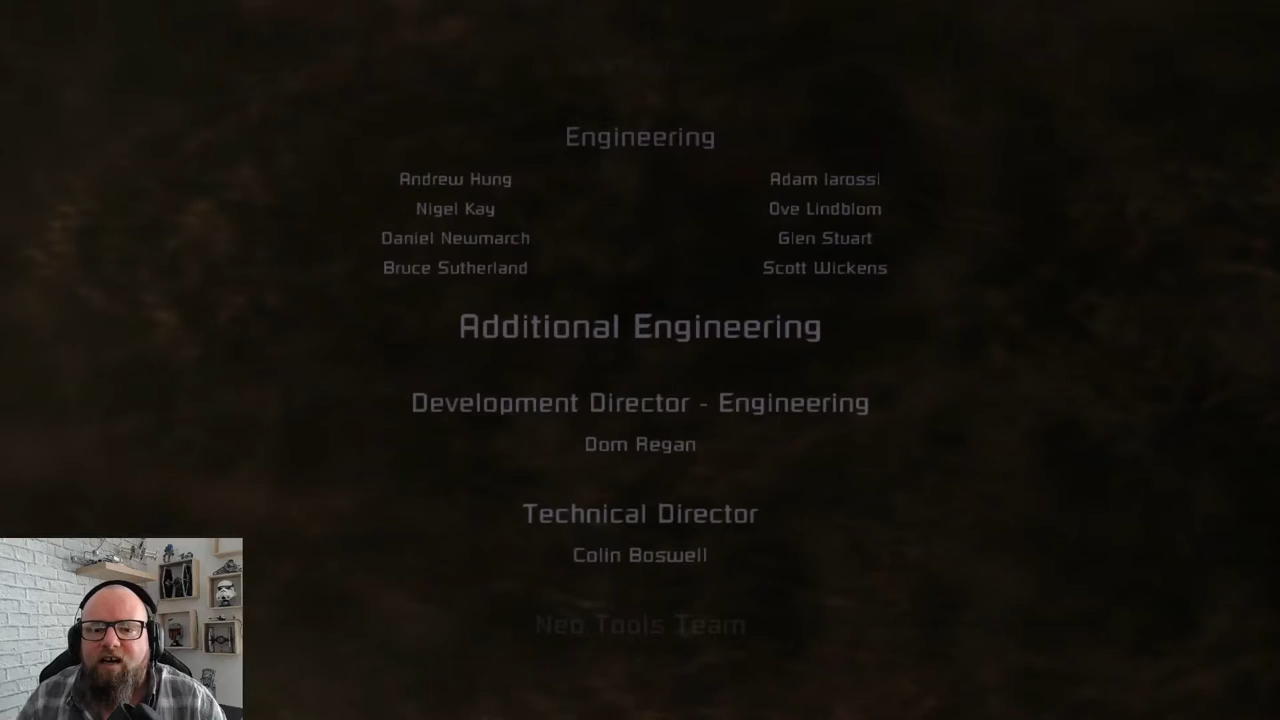 Engineering
Andrew Hung
Adam Iarossi
Nigel Kay
Ove Lindblom
Daniel Newmarch
Glen Stuart
Bruce Sutherland
Scott Wickens
Additional Engineering
Development Director - Engineering
Dom Regan
Technical Director
Colin Boswell
Neo Tools Team